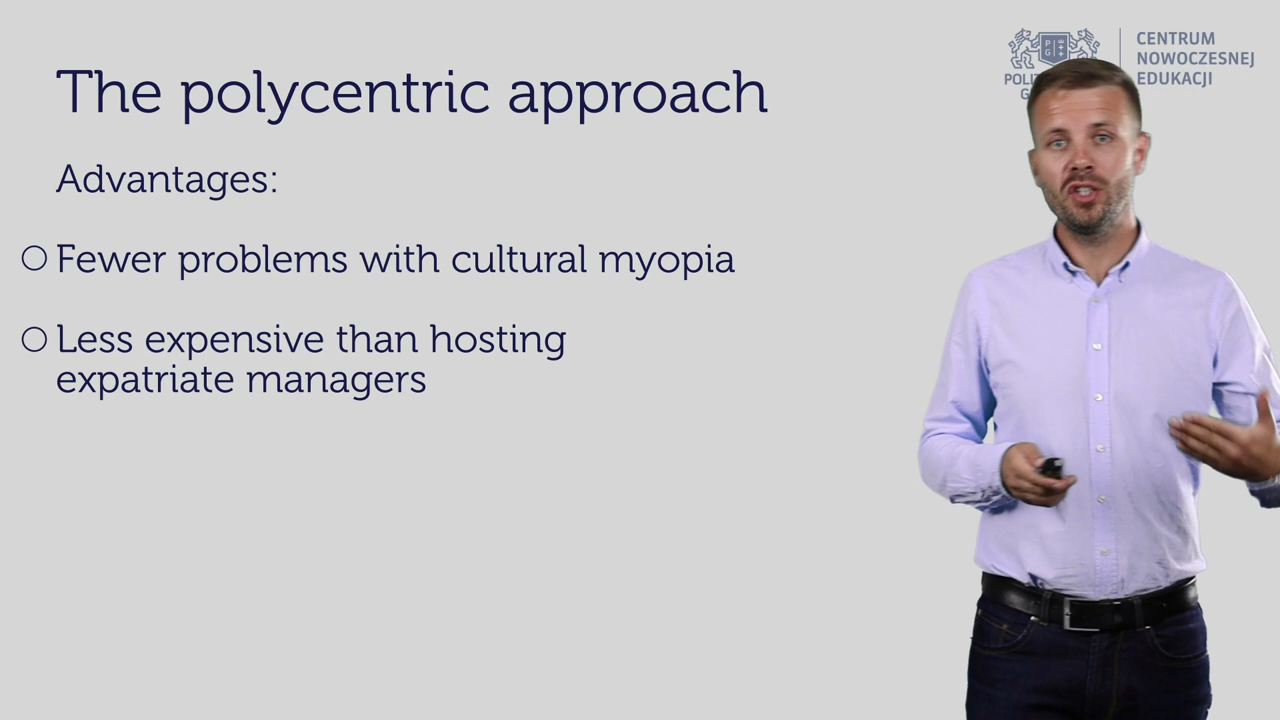 The polycentric approach
Advantages:
Fewer problems with cultural myopia
Less expensive than hosting
expatriate managers
CENTRUM
NOWOCZESNEJ
EDUKACJI